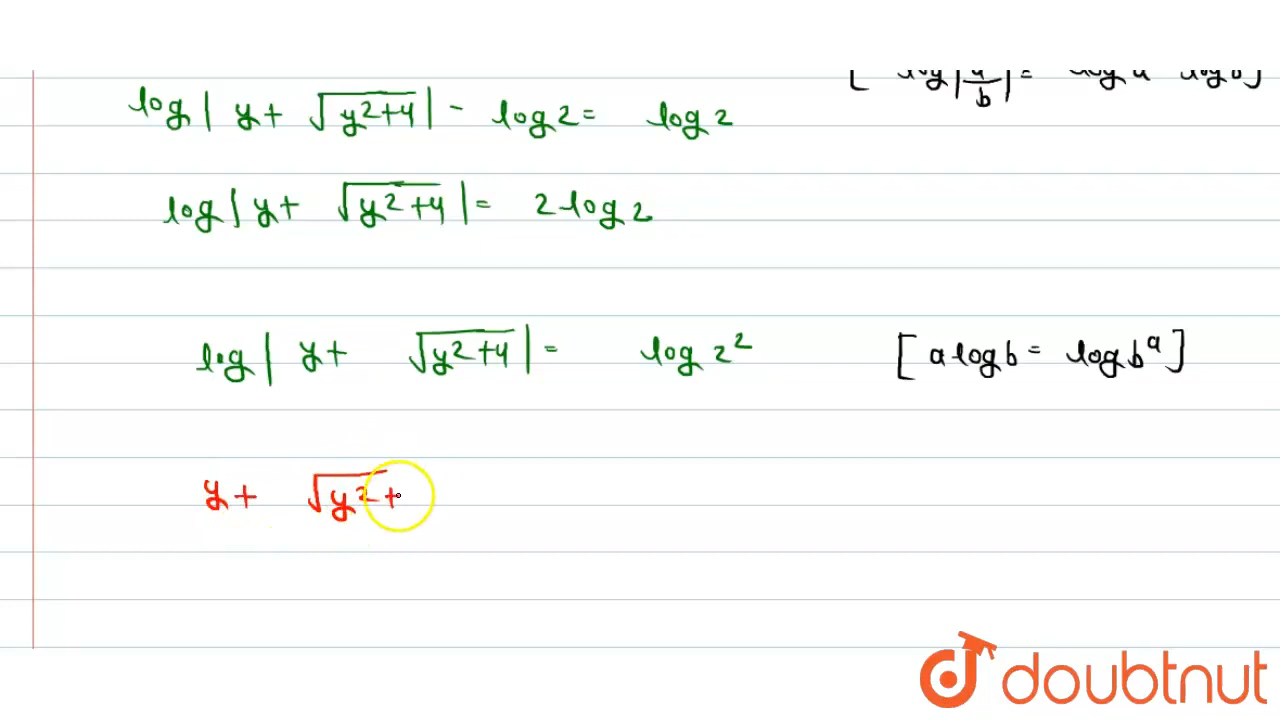 log | y + √(y²+4) | - log 2 = log 2
log | y + √(y²+4) | = 2 log 2
log | y + √(y²+4) | = log 2² [ a log b = log bᵃ ]
y + √(y²+
doubtnut